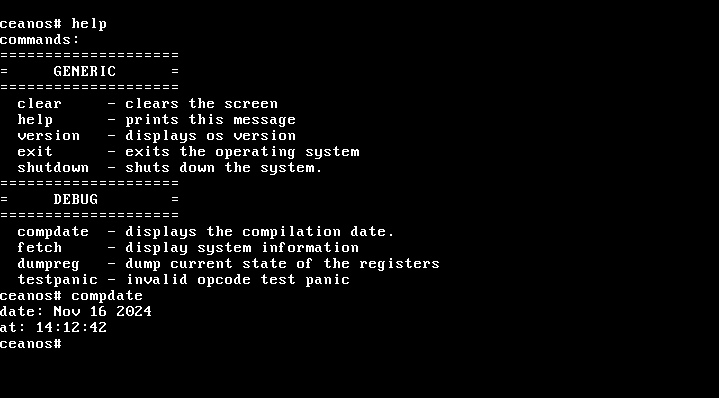 ceanos# help
commands:
====================
=     GENERIC      =
====================
  clear     - clears the screen
  help      - prints this message
  version   - displays os version
  exit      - exits the operating system
  shutdown  - shuts down the system.
====================
=     DEBUG        =
====================
  compdate  - displays the compilation date.
  fetch     - display system information
  dumpreg   - dump current state of the registers
  testpanic - invalid opcode test panic
ceanos# compdate
date: Nov 16 2024
at: 14:12:42
ceanos#